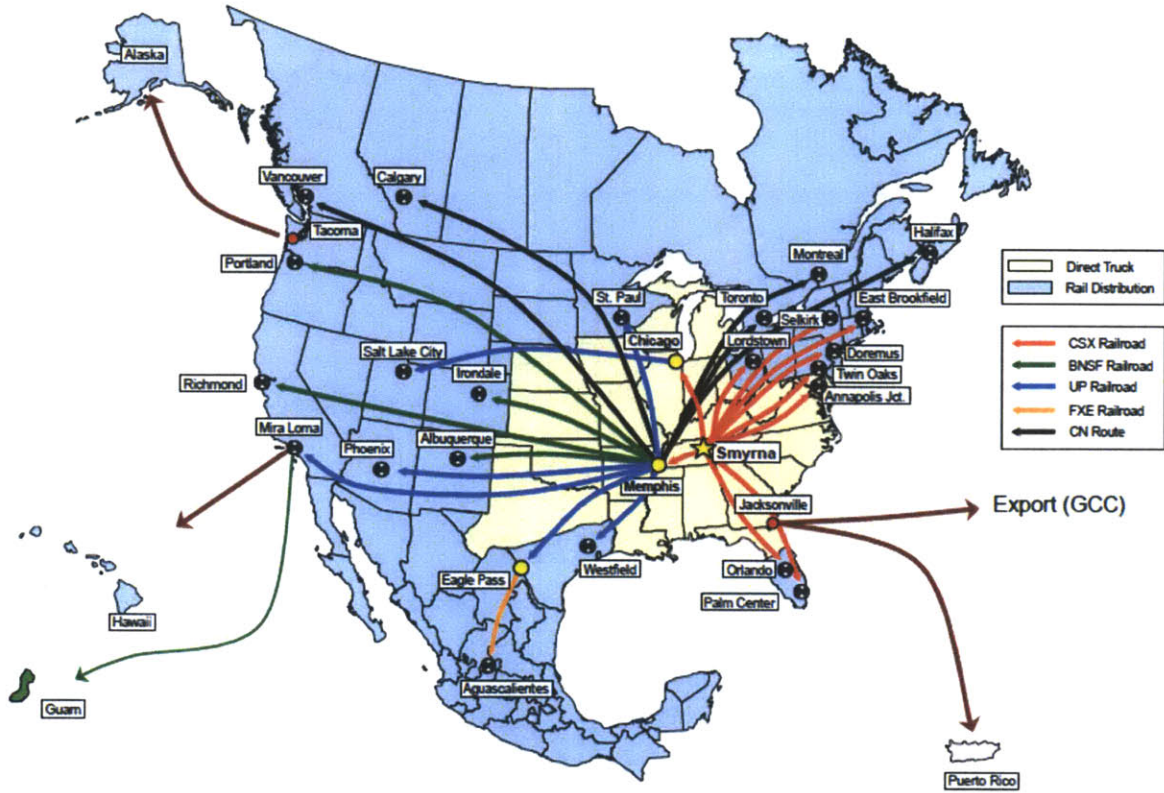 Alaska
Vancouver
Calgary
Tacoma
Portland
Halifax
Montreal
St. Paul
Toronto
East Brookfield
Selkirk
Chicago
Lordstown
Salt Lake City
Doremus
Irondale
Twin Oaks
Richmond
Annapolis Jct.
Mira Loma
Albuquerque
Phoenix
Smyrna
Memphis
Jacksonville
Export (GCC)
Westfield
Eagle Pass
Orlando
Palm Center
Hawaii
Aguascalientes
Guam
Puerto Rico
Direct Truck
Rail Distribution
CSX Railroad
BNSF Railroad
UP Railroad
FXE Railroad
CN Route